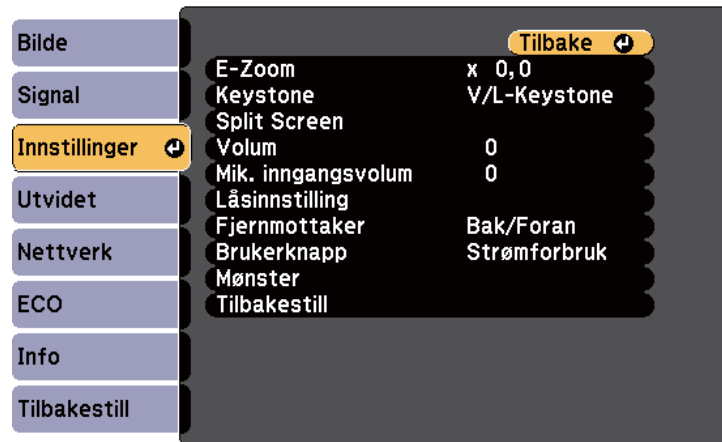 Bilde
Signal
Innstillinger
Utvidet
Nettverk
ECO
Info
Tilbakestill
Tilbake
E-Zoom x 0,0
Keystone V/L-Keystone
Split Screen
Volum 0
Mik. inngangsvolum 0
Låsinnstilling
Fjernmottaker Bak/Foran
Brukerknapp Strømforbruk
Mønster
Tilbakestill